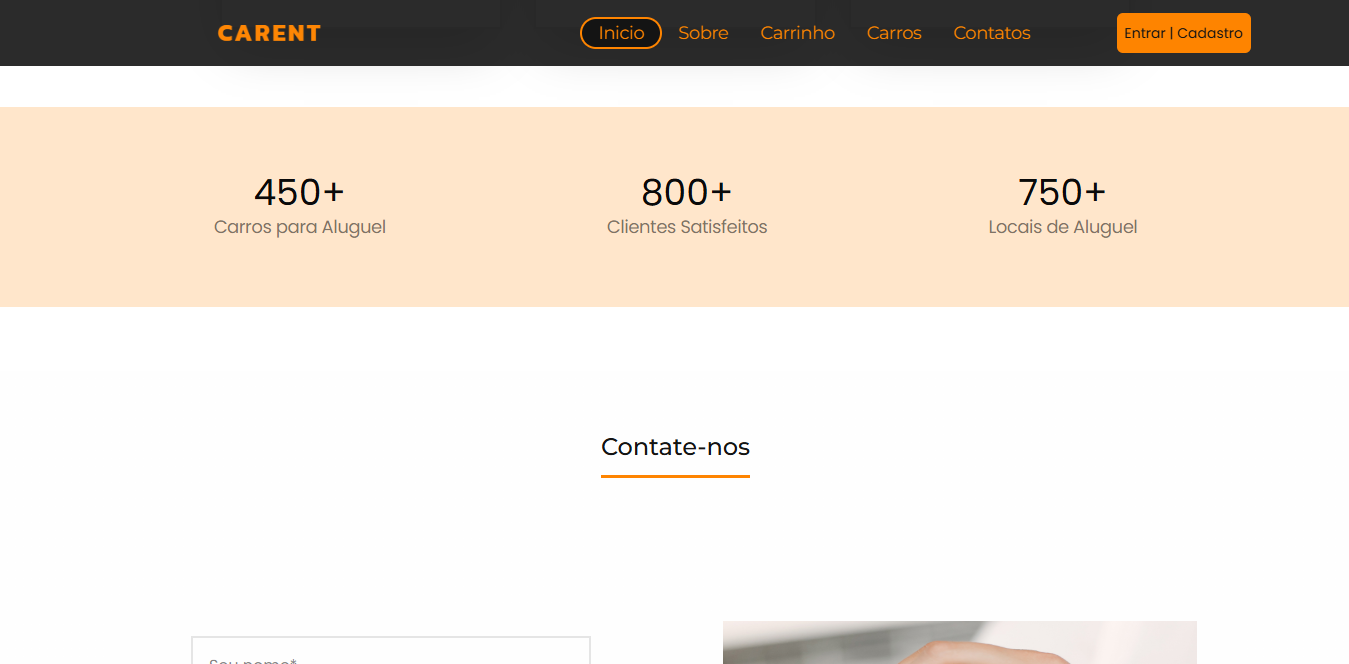 CARENT
Inicio
Sobre
Carrinho
Carros
Contatos
Entrar | Cadastro
450+
Carros para Aluguel
800+
Clientes Satisfeitos
750+
Locais de Aluguel
Contate-nos
Seu nome*